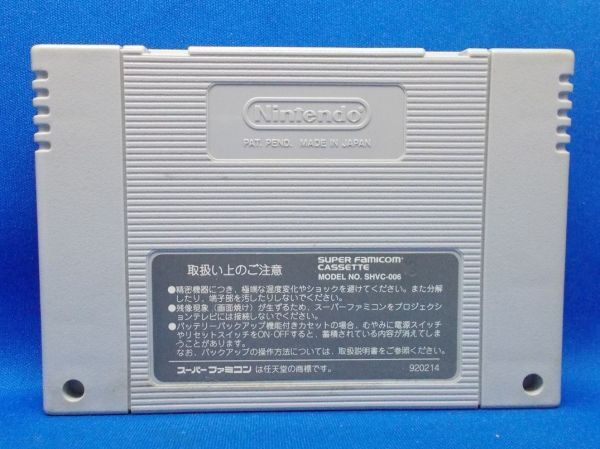 Nintendo
PAT. PEND. MADE IN JAPAN
取扱い上のご注意
SUPER FAMICOM
CASSETTE
MODEL NO. SHVC-006
●精密機器につき、極端な温度変化やショックを避けてください。また分解
したり、端子部を汚したりしないでください。
●残像現象（画面焼け）が生ずるため、スーパーファミコンをプロジェクシ
ョンテレビには接続しないでください。
●バッテリーバックアップ機能付きカセットの場合、むやみに電源スイッチ
やリセットスイッチをON-OFFすると、蓄積されている内容が消えてしま
うことがあります。
なお、バックアップの操作方法については、取扱説明書をご参照ください。
スーパーファミコンは任天堂の商標です。
920214